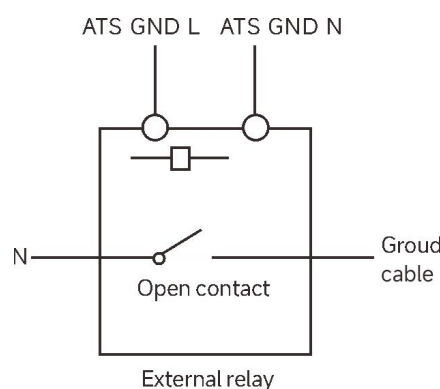 ATS GND L ATS GND N
N
Groud
cable
Open contact
External relay